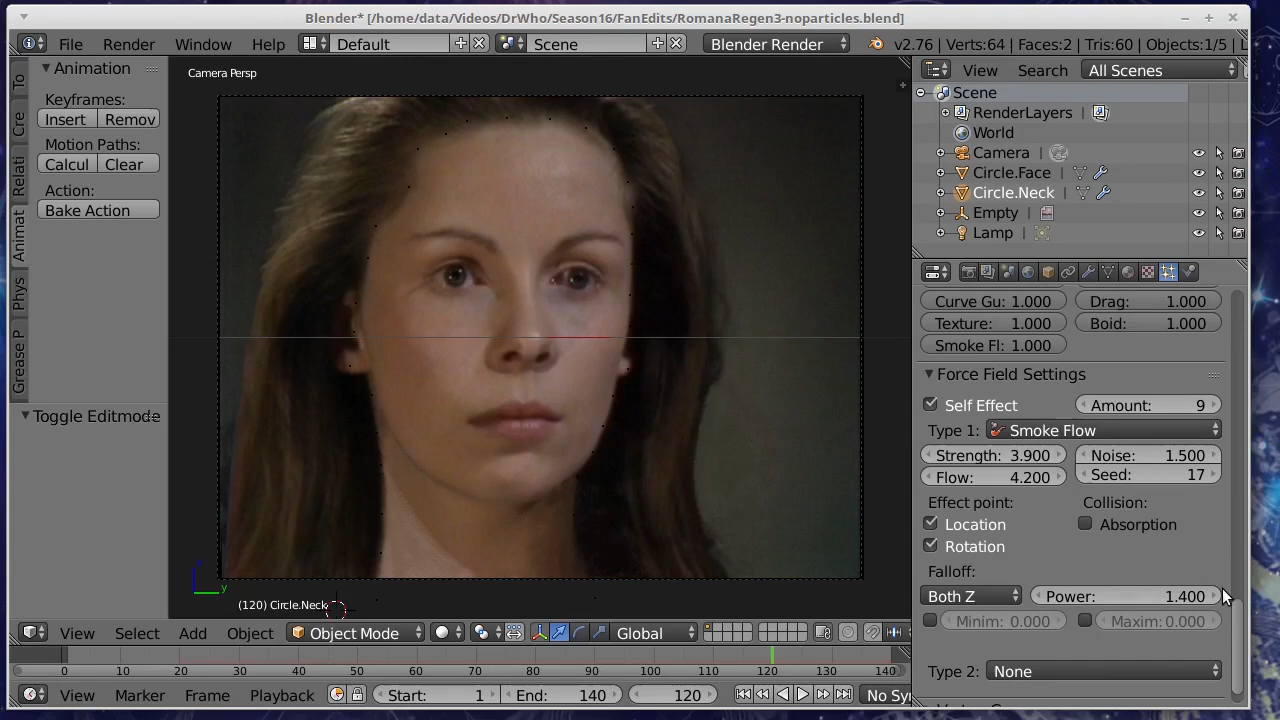 Blender* [/home/data/Videos/DrWho/Season16/FanEdits/RomanaRegen3-noparticles.blend]
File Render Window Help Default Scene Blender Render v2.76 | Verts:64 | Faces:2 | Tris:60 | Objects:1/5 | L
Animation
Keyframes:
Insert Remov
Motion Paths:
Calcul Clear
Action:
Bake Action
To
Cre
Relati
Animat
Phys
Grease P
Toggle Editmode
Camera Persp
y
(120) Circle.Neck
View Search All Scenes
Scene
RenderLayers
World
Camera
Circle.Face
Circle.Neck
Empty
Lamp
Curve Gu: 1.000 Drag: 1.000
Texture: 1.000 Boid: 1.000
Smoke Fl: 1.000
Force Field Settings
Self Effect Amount: 9
Type 1: Smoke Flow
Strength: 3.900 Noise: 1.500
Flow: 4.200 Seed: 17
Effect point: Collision:
Location Absorption
Rotation
Falloff:
Both Z Power: 1.400
Minim: 0.000 Maxim: 0.000
Type 2: None
View Select Add Object Object Mode Global
0 10 20 30 40 50 60 70 80 90 100 110 120 130 140
View Marker Frame Playback Start: 1 End: 140 120 No Sy